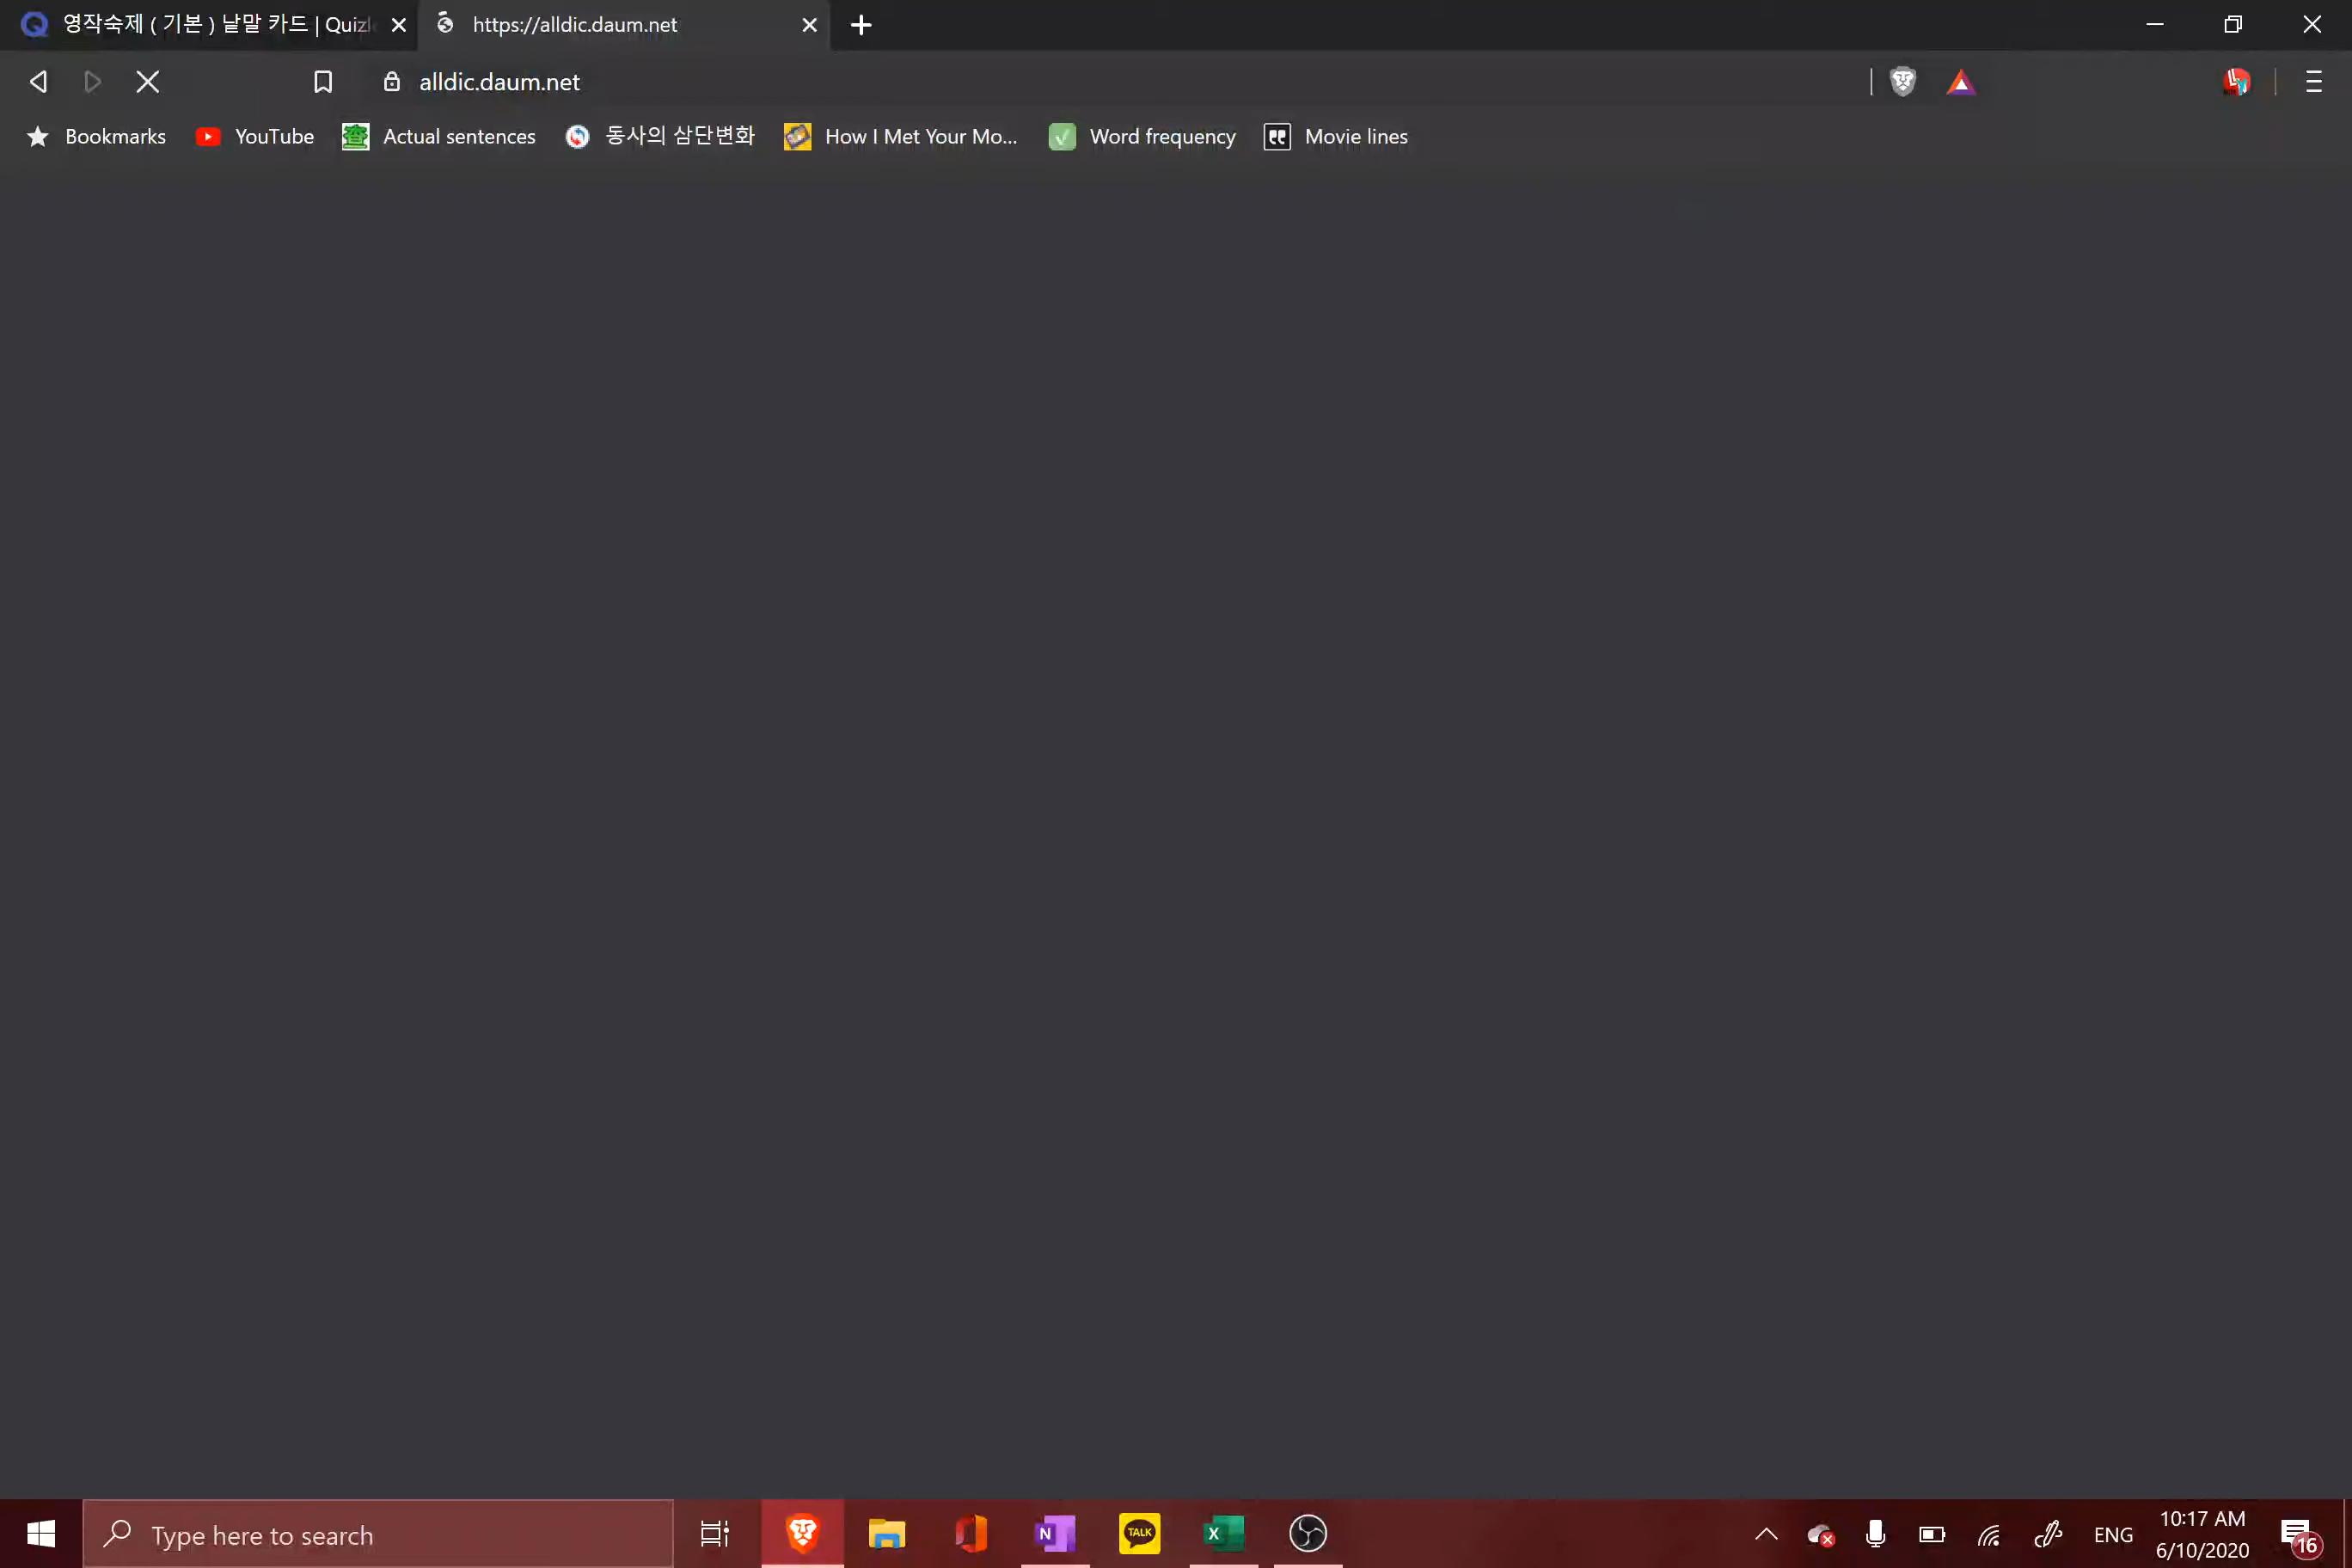 영작숙제 ( 기본 ) 낱말 카드 | Quizl
https://alldic.daum.net
alldic.daum.net
Bookmarks YouTube Actual sentences 동사의 삼단변화 How I Met Your Mo... Word frequency Movie lines
Type here to search
N
TALK
X
ENG
10:17 AM
6/10/2020
16